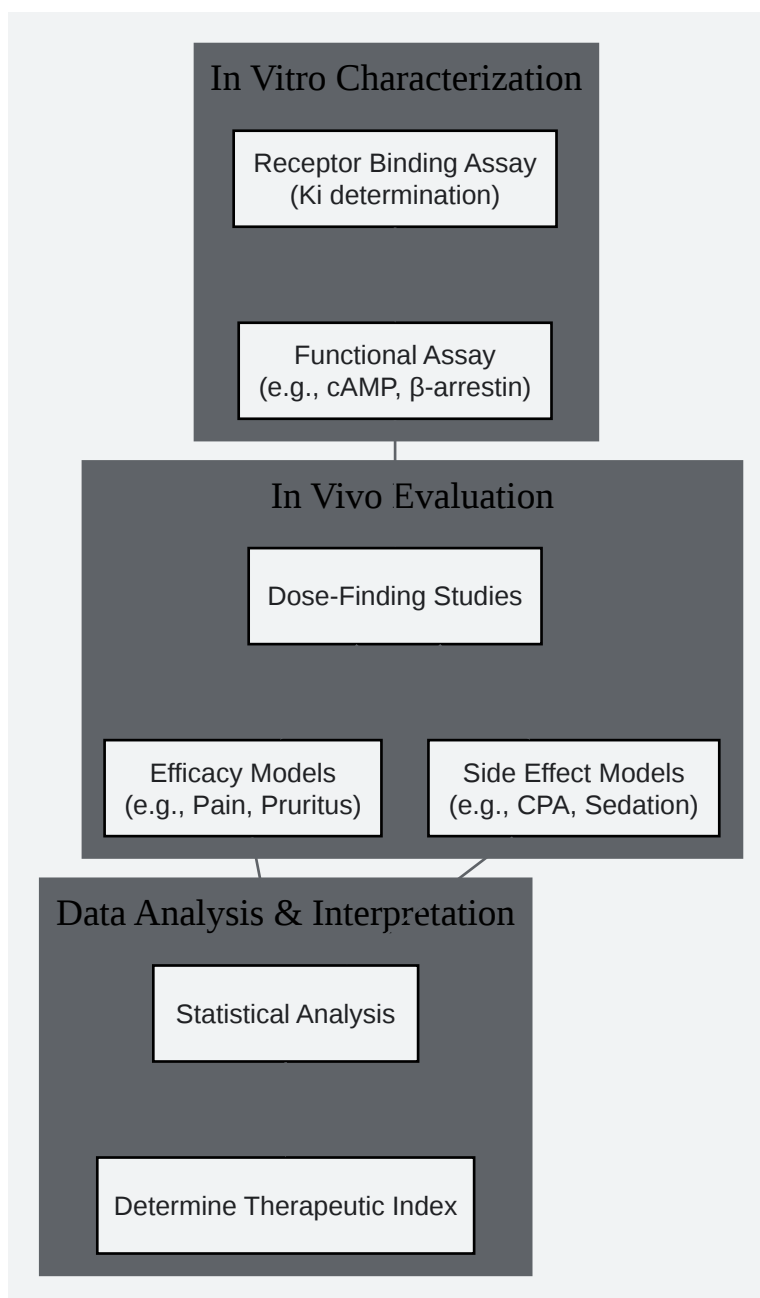 In Vitro Characterization
Receptor Binding Assay
(Ki determination)
Functional Assay
(e.g., cAMP, β-arrestin)
In Vivo Evaluation
Dose-Finding Studies
Efficacy Models
(e.g., Pain, Pruritus)
Side Effect Models
(e.g., CPA, Sedation)
Data Analysis & Interpretation
Statistical Analysis
Determine Therapeutic Index